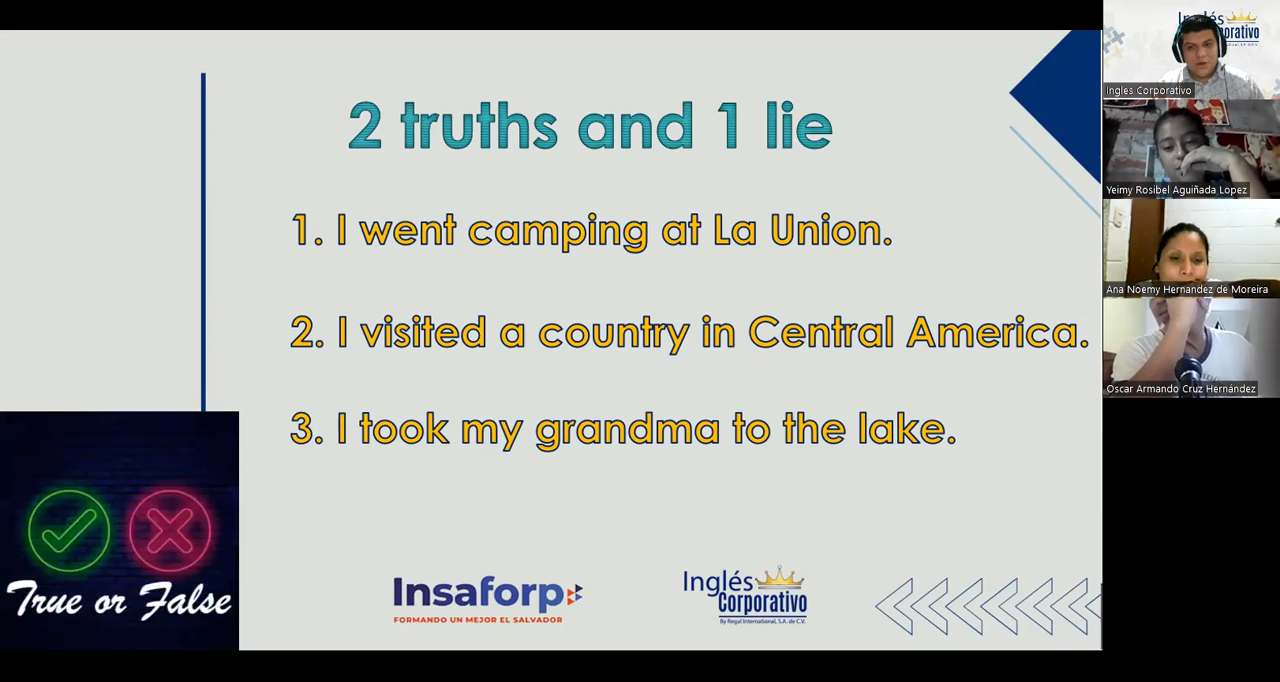 2 truths and 1 lie
1. I went camping at La Union.
2. I visited a country in Central America.
3. I took my grandma to the lake.
True or False
Insaforp
FORMANDO UN MEJOR EL SALVADOR
Inglés
Corporativo
By Regal International, S.A. de C.V.
Inglés
Corporativo
Ingles Corporativo
Yeimy Rosibel Aguiñada Lopez
Ana Noemy Hernandez de Moreira
Oscar Armando Cruz Hernández